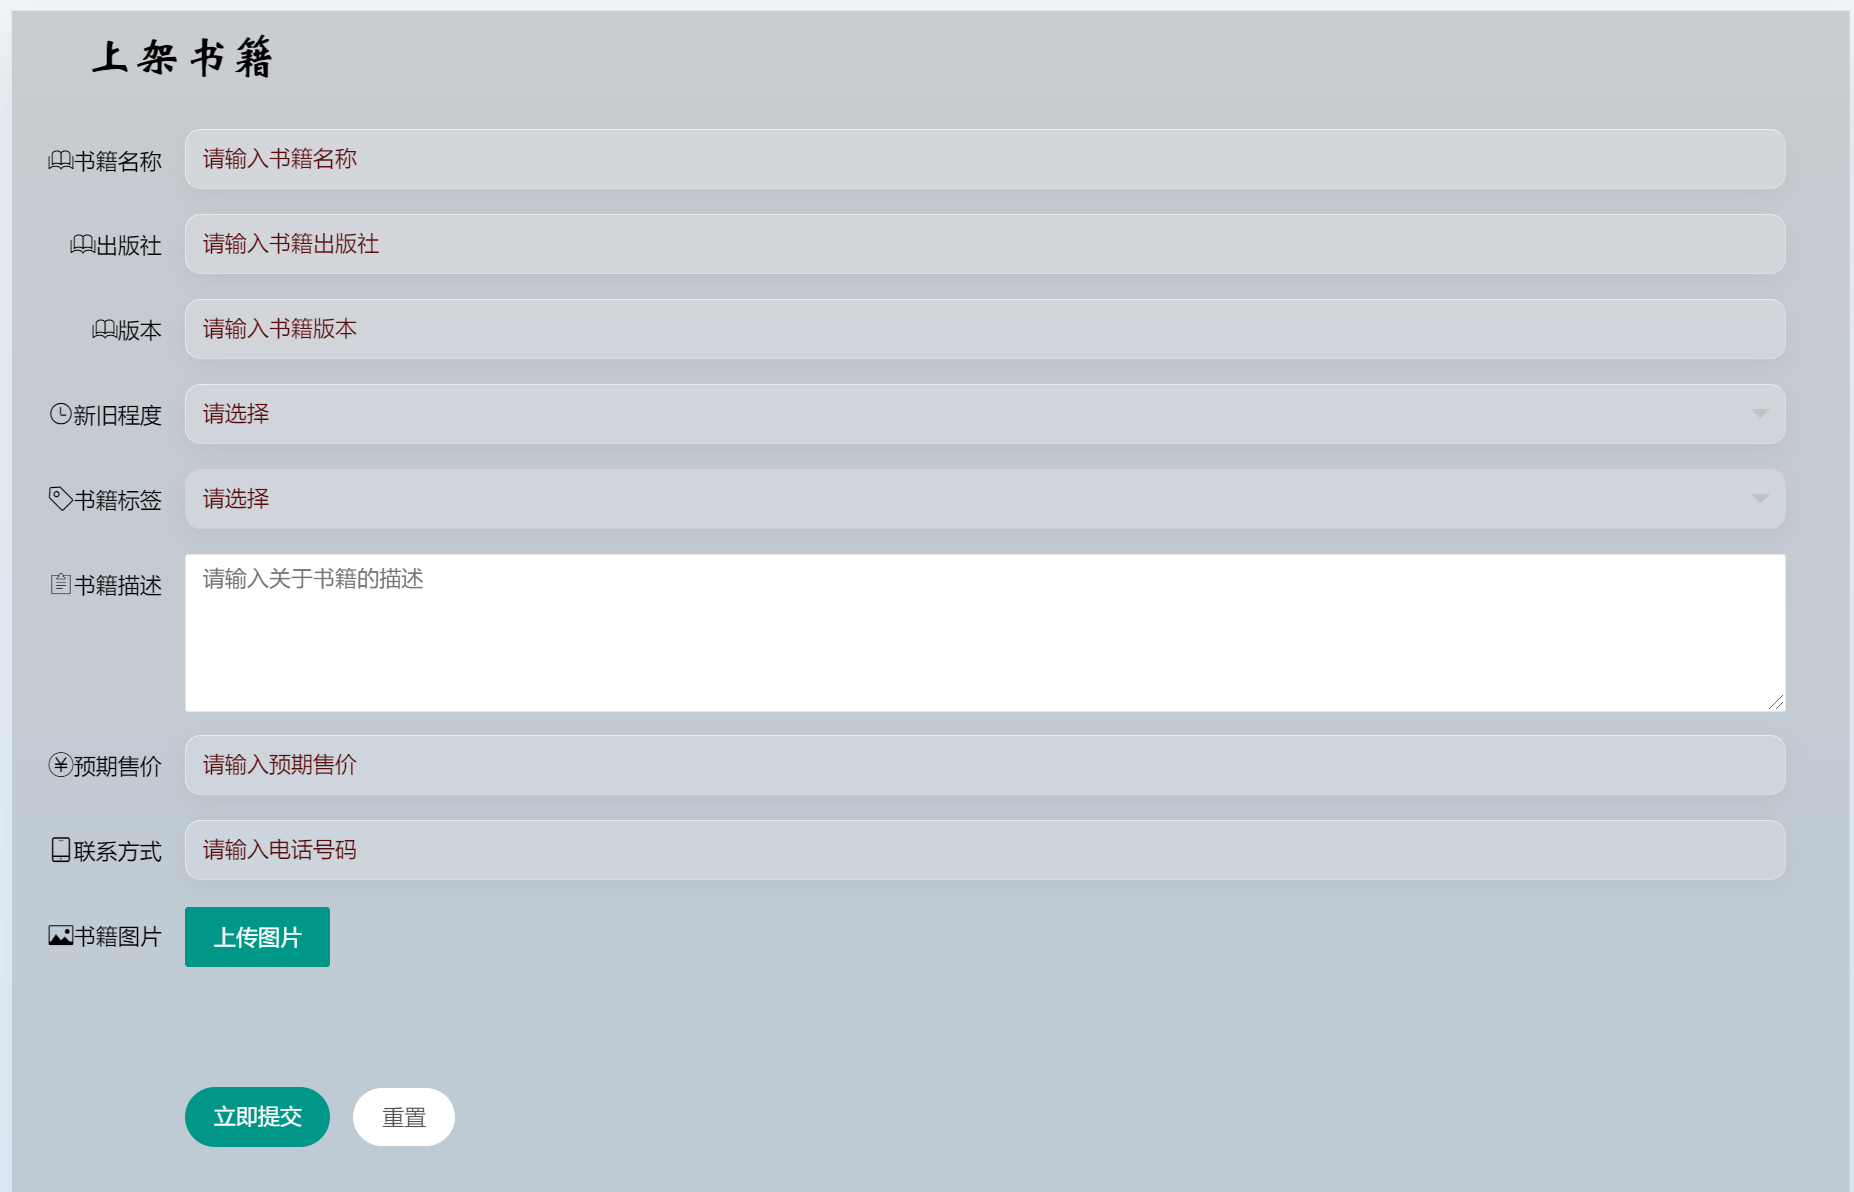 上架书籍
书籍名称 请输入书籍名称
出版社 请输入书籍出版社
版本 请输入书籍版本
新旧程度 请选择
书籍标签 请选择
书籍描述 请输入关于书籍的描述
预期售价 请输入预期售价
联系方式 请输入电话号码
书籍图片 上传图片
立即提交 重置